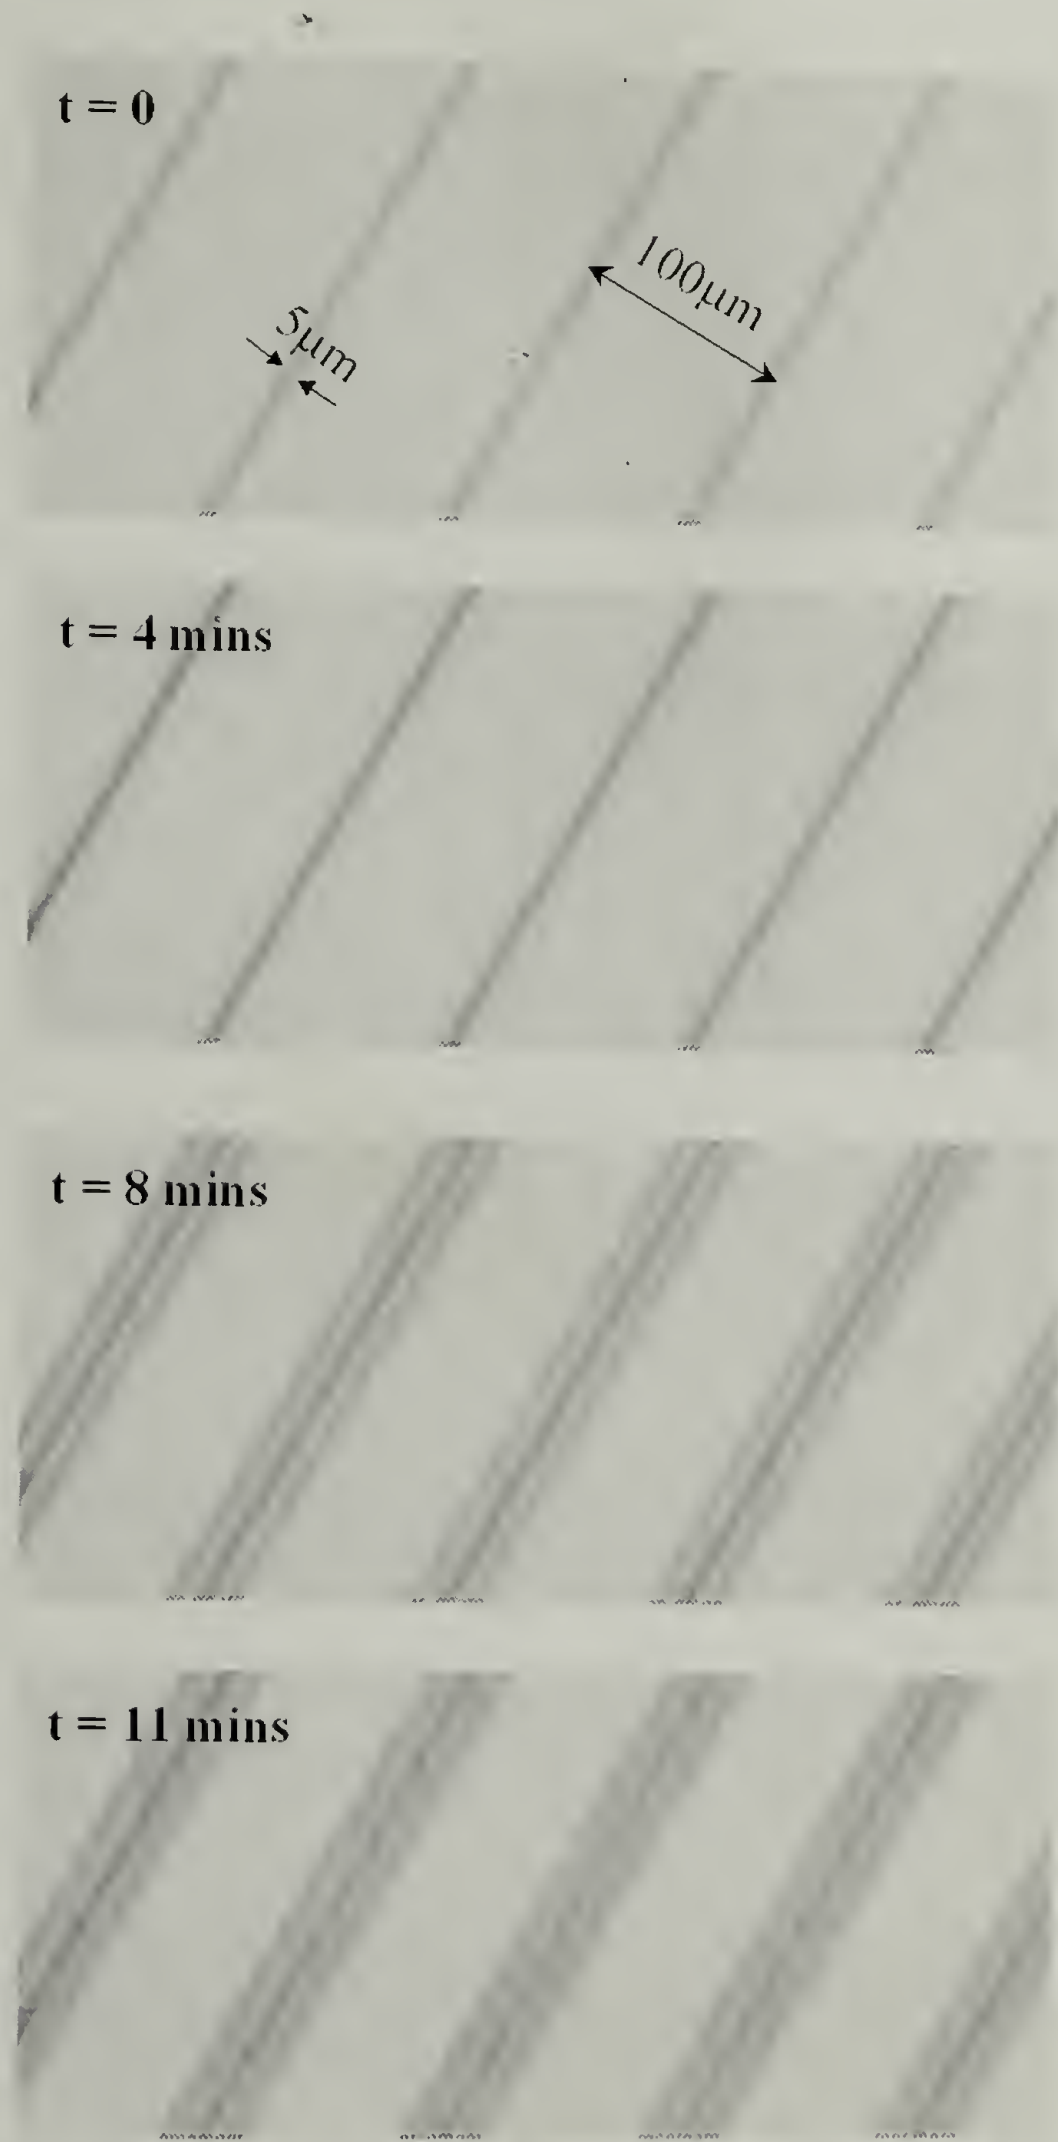 t = 0
100µm
5µm
t = 4 mins
t = 8 mins
t = 11 mins